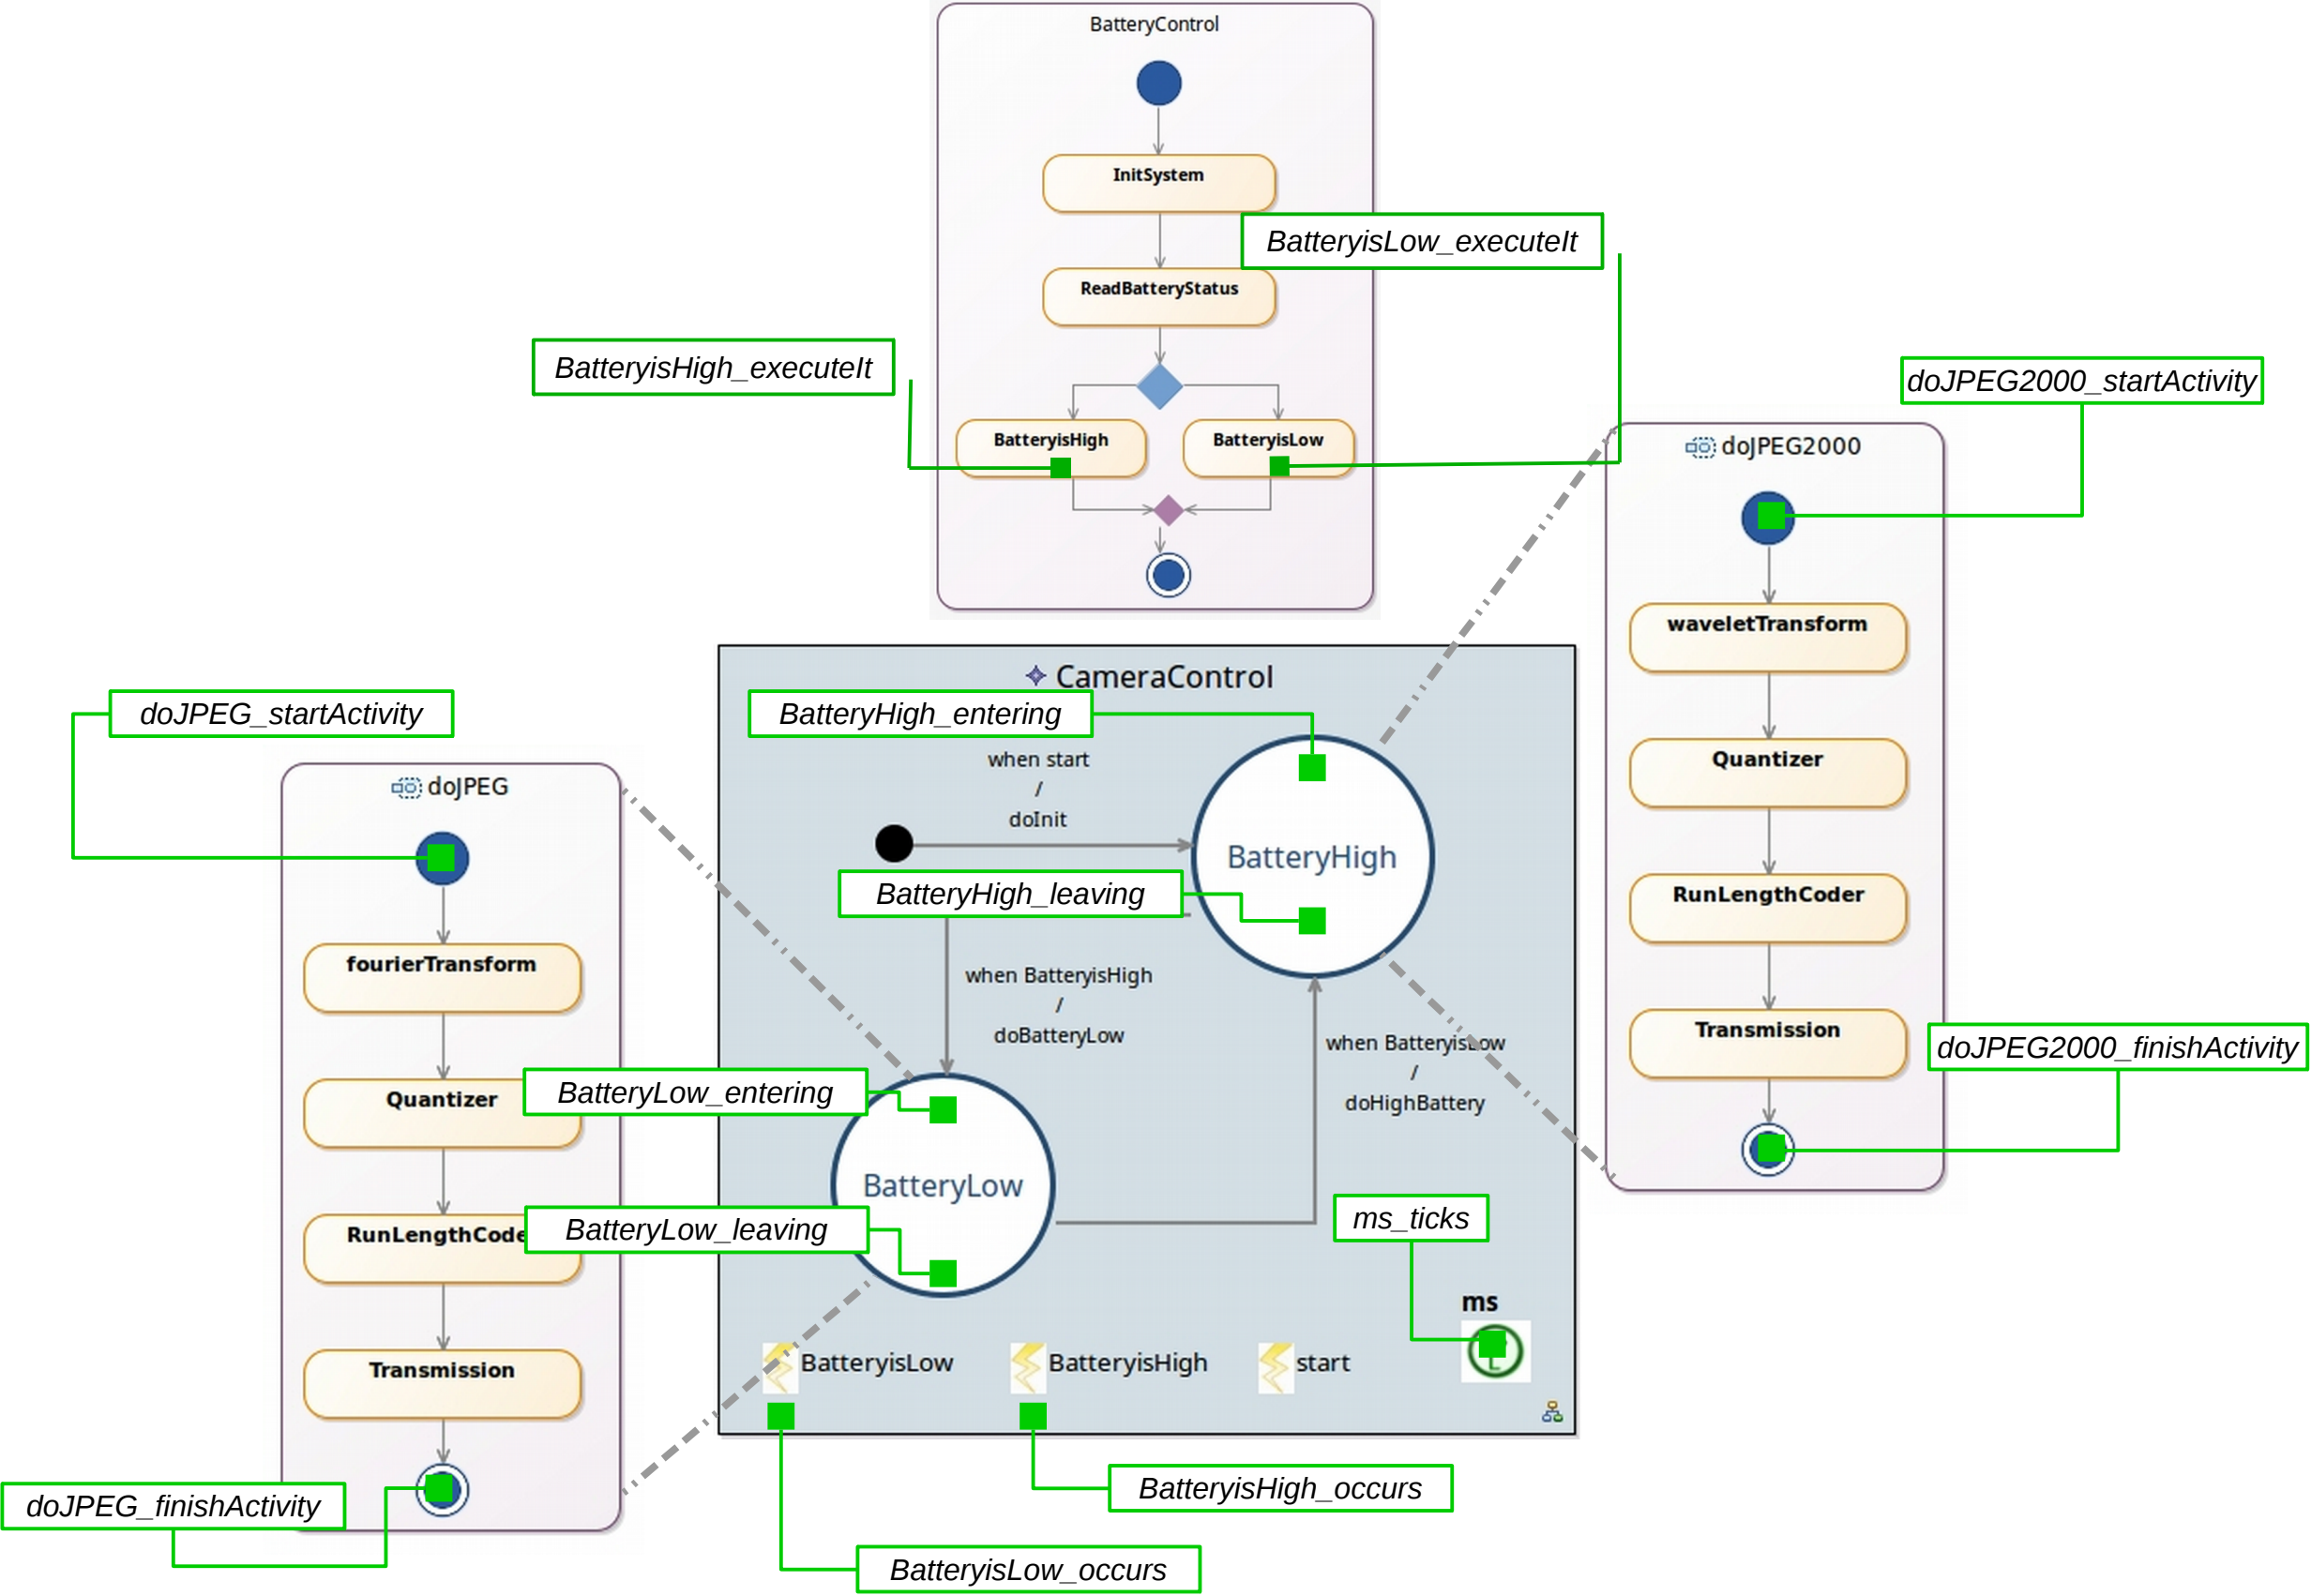 BatteryControl
InitSystem
BatteryisLow_executeIt
ReadBatteryStatus
BatteryisHigh_executeIt
doJPEG2000_startActivity
BatteryisHigh
BatteryisLow
doJPEG2000
waveletTransform
Quantizer
RunLengthCoder
Transmission
doJPEG2000_finishActivity
CameraControl
BatteryHigh_entering
when start
/
doInit
BatteryHigh
BatteryHigh_leaving
when BatteryisHigh
/
doBatteryLow
when BatteryisLow
/
doHighBattery
BatteryLow_entering
BatteryLow
BatteryLow_leaving
ms_ticks
ms
BatteryisLow
BatteryisHigh
start
BatteryisHigh_occurs
BatteryisLow_occurs
doJPEG_startActivity
doJPEG
fourierTransform
Quantizer
RunLengthCode
Transmission
doJPEG_finishActivity